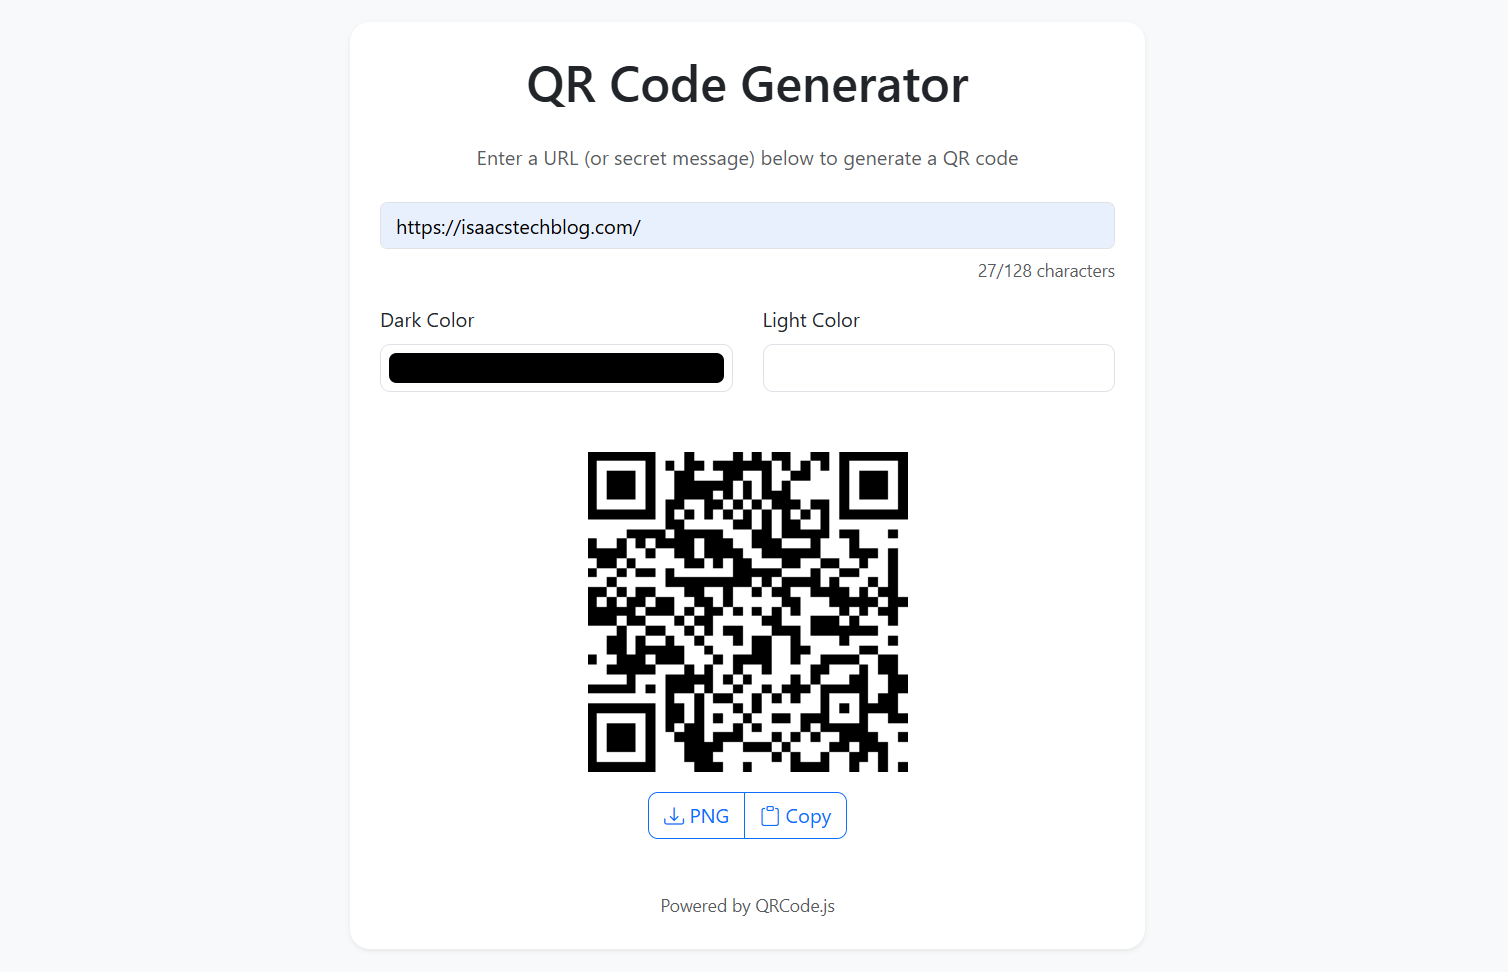 QR Code Generator
Enter a URL (or secret message) below to generate a QR code
https://isaacstechblog.com/
27/128 characters
Dark Color
Light Color
PNG
Copy
Powered by QRCode.js